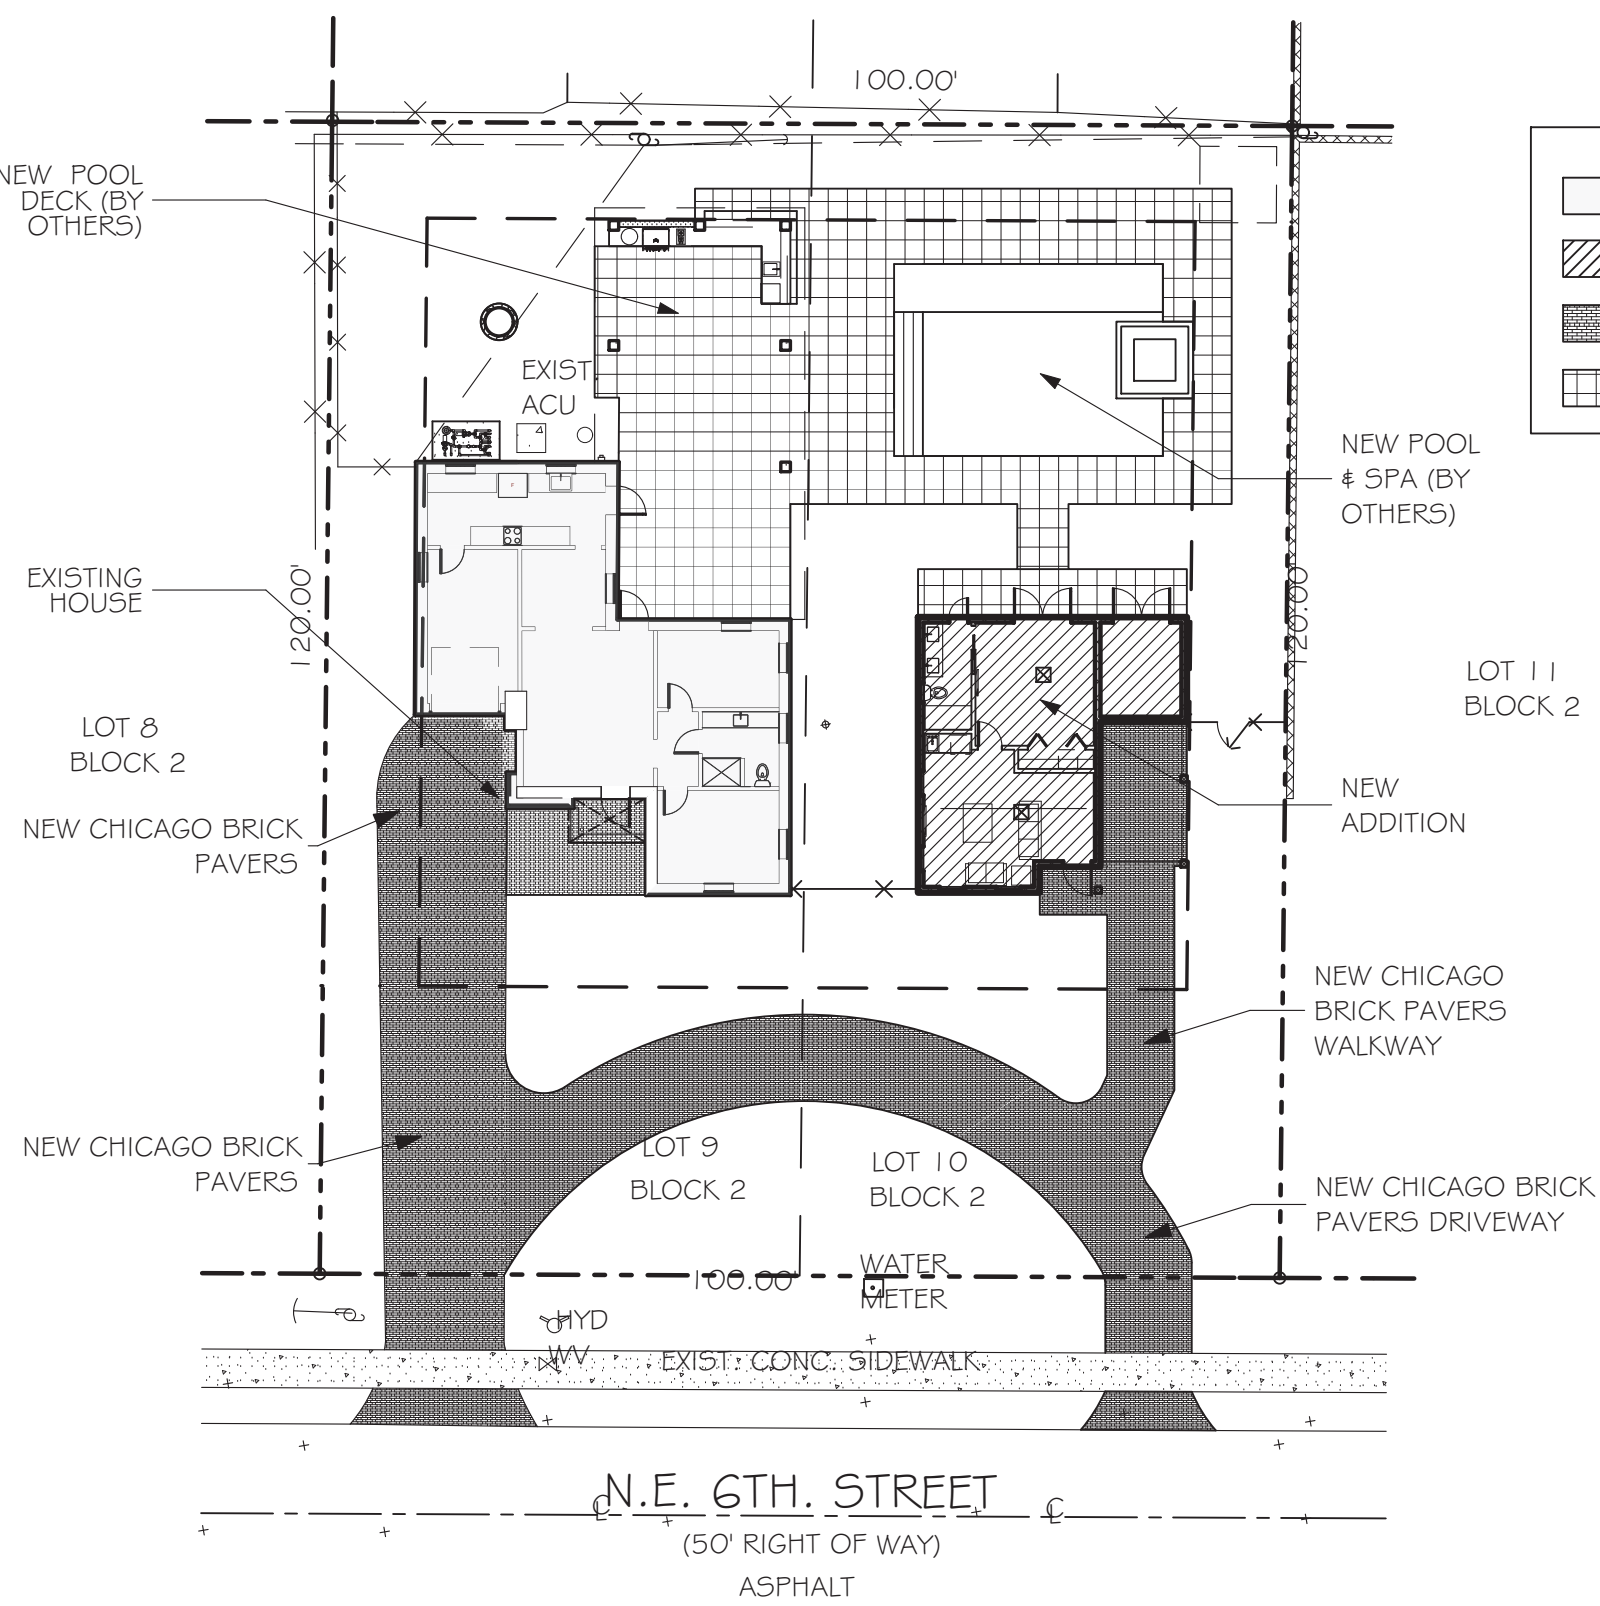 100.00'
NEW POOL
DECK (BY
OTHERS)
EXIST
ACU
NEW POOL
& SPA (BY
OTHERS)
EXISTING
HOUSE
120.00'
120.00
LOT 11
BLOCK 2
LOT 8
BLOCK 2
NEW
ADDITION
NEW CHICAGO BRICK
PAVERS
NEW CHICAGO
BRICK PAVERS
WALKWAY
NEW CHICAGO BRICK
PAVERS
LOT 9
BLOCK 2
LOT 10
BLOCK 2
NEW CHICAGO BRICK
PAVERS DRIVEWAY
100.00'
WATER
METER
HYD
WV
EXIST. CONC. SIDEWALK
N.E. 6TH. STREET
(50' RIGHT OF WAY)
ASPHALT